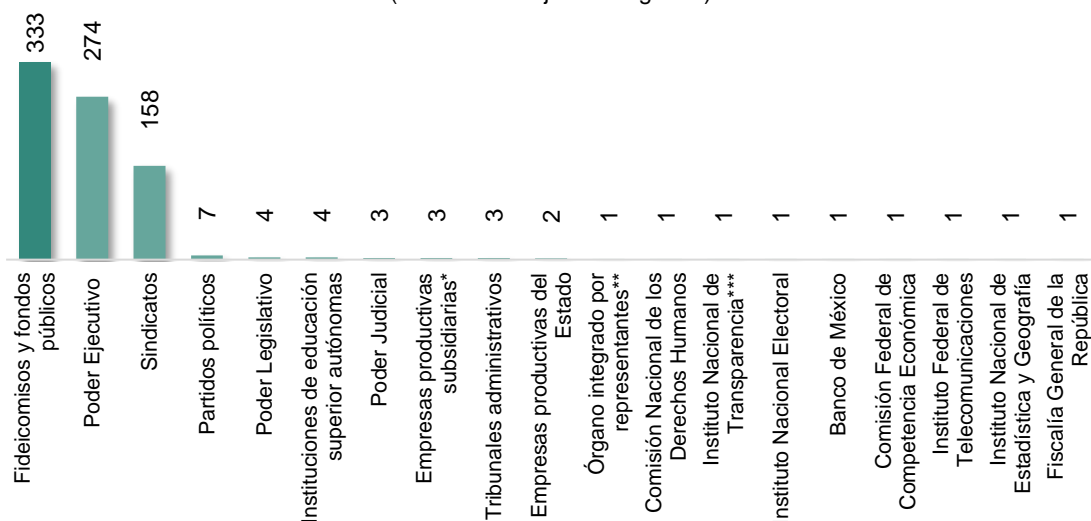 333
274
158
7
4
4
3
3
3
2
1
1
1
1
1
1
1
1
1
Fideicomisos y fondos
públicos
Poder Ejecutivo
Sindicatos
Partidos políticos
Poder Legislativo
Instituciones de educación
superior autónomas
Poder Judicial
Empresas productivas
subsidiarias*
Tribunales administrativos
Empresas productivas del
Estado
Órgano integrado por
representantes**
Comisión Nacional de los
Derechos Humanos
Instituto Nacional de
Transparencia***
Instituto Nacional Electoral
Banco de México
Comisión Federal de
Competencia Económica
Instituto Federal de
Telecomunicaciones
Instituto Nacional de
Estadística y Geografía
Fiscalía General de la
República